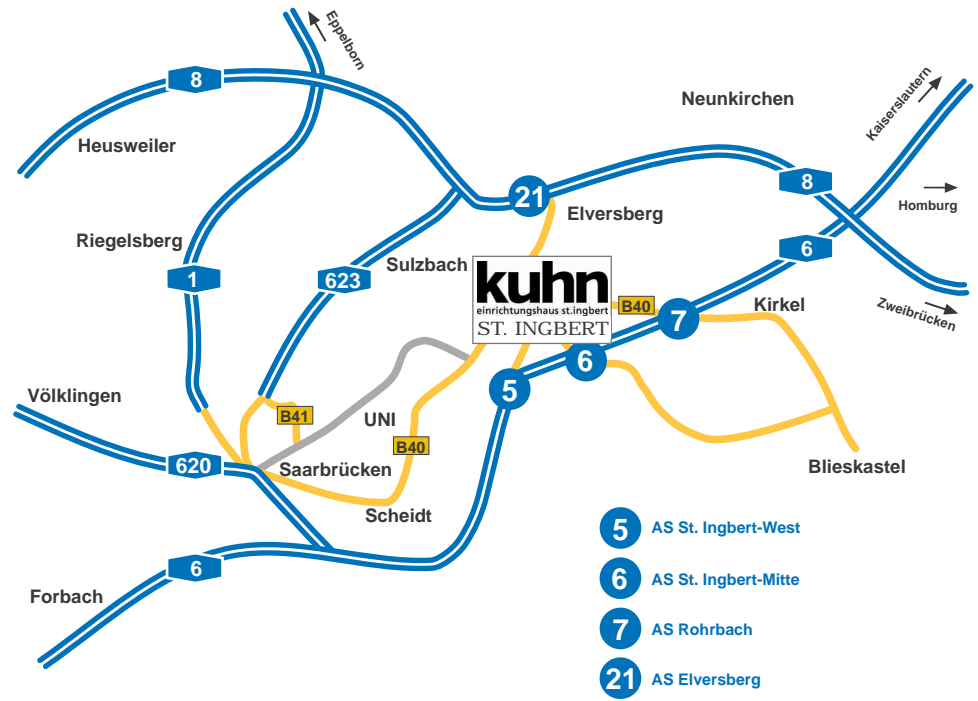 Eppelborn
8
Neunkirchen
Kaiserslautern
Heusweiler
8
21
Homburg
Elversberg
Riegelsberg
6
Sulzbach
1
623
kuhn
einrichtungshaus st.ingbert
ST. INGBERT
B40
7
Kirkel
Zweibrücken
6
5
Völklingen
B41
UNI
B40
620
Saarbrücken
Blieskastel
Scheidt
5 AS St. Ingbert-West
6
6 AS St. Ingbert-Mitte
Forbach
7 AS Rohrbach
21 AS Elversberg